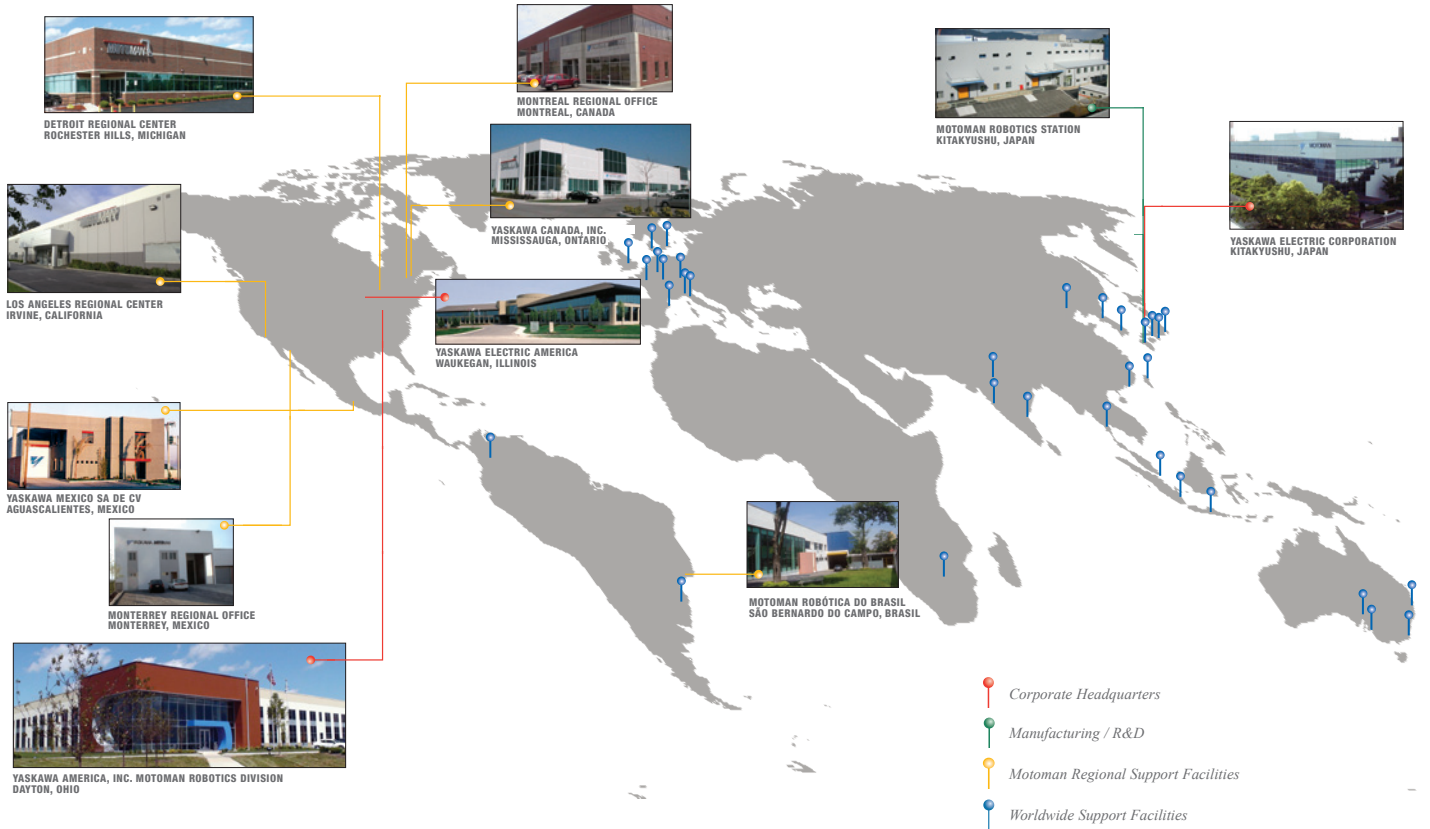 DETROIT REGIONAL CENTER
ROCHESTER HILLS, MICHIGAN
MONTREAL REGIONAL OFFICE
MONTREAL, CANADA
MOTOMAN ROBOTICS STATION
KITAKYUSHU, JAPAN
YASKAWA ELECTRIC CORPORATION
KITAKYUSHU, JAPAN
YASKAWA CANADA, INC.
MISSISSAUGA, ONTARIO
LOS ANGELES REGIONAL CENTER
IRVINE, CALIFORNIA
YASKAWA ELECTRIC AMERICA
WAUKEGAN, ILLINOIS
YASKAWA MEXICO SA DE CV
AGUASCALIENTES, MEXICO
MONTERREY REGIONAL OFFICE
MONTERREY, MEXICO
MOTOMAN ROBÓTICA DO BRASIL
SÃO BERNARDO DO CAMPO, BRASIL
YASKAWA AMERICA, INC. MOTOMAN ROBOTICS DIVISION
DAYTON, OHIO
Corporate Headquarters
Manufacturing / R&D
Motoman Regional Support Facilities
Worldwide Support Facilities